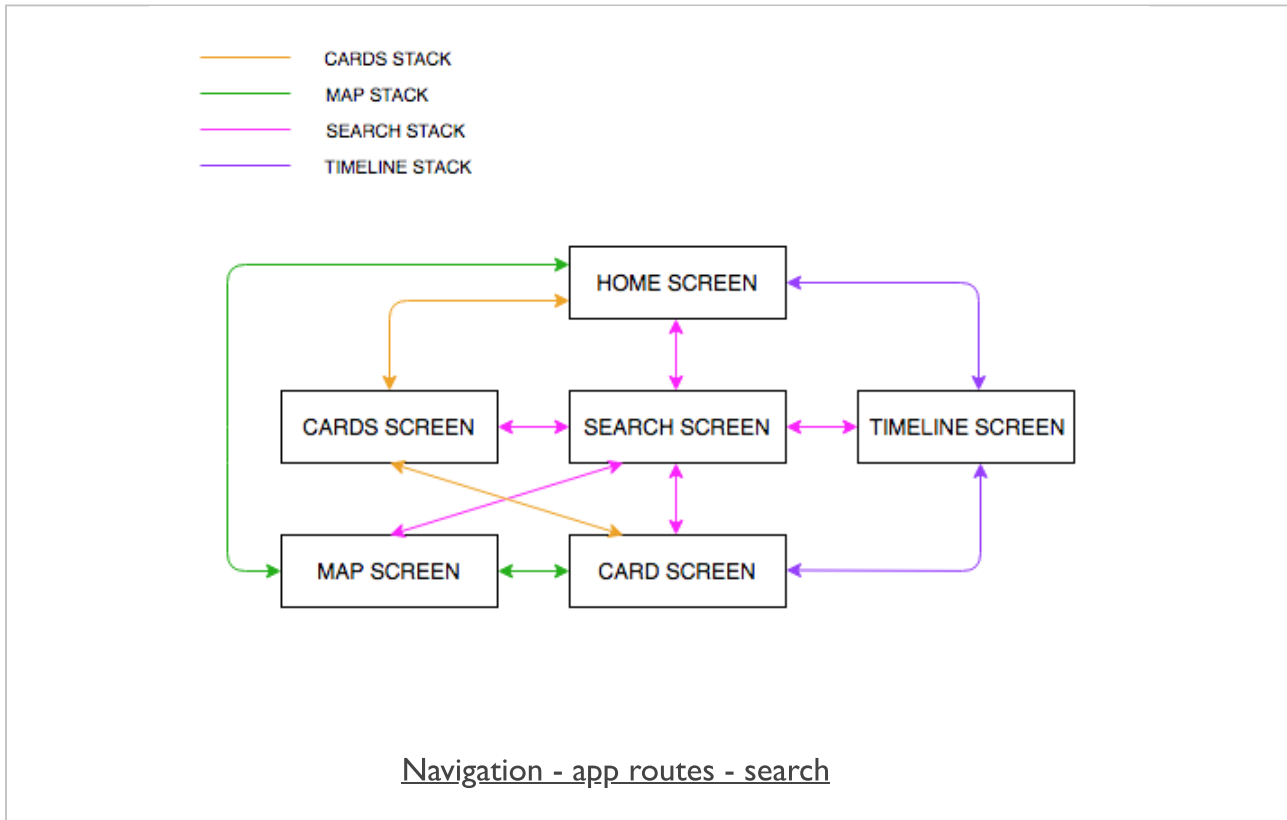 CARDS STACK
MAP STACK
SEARCH STACK
TIMELINE STACK
HOME SCREEN
CARDS SCREEN
SEARCH SCREEN
TIMELINE SCREEN
MAP SCREEN
CARD SCREEN
Navigation - app routes - search